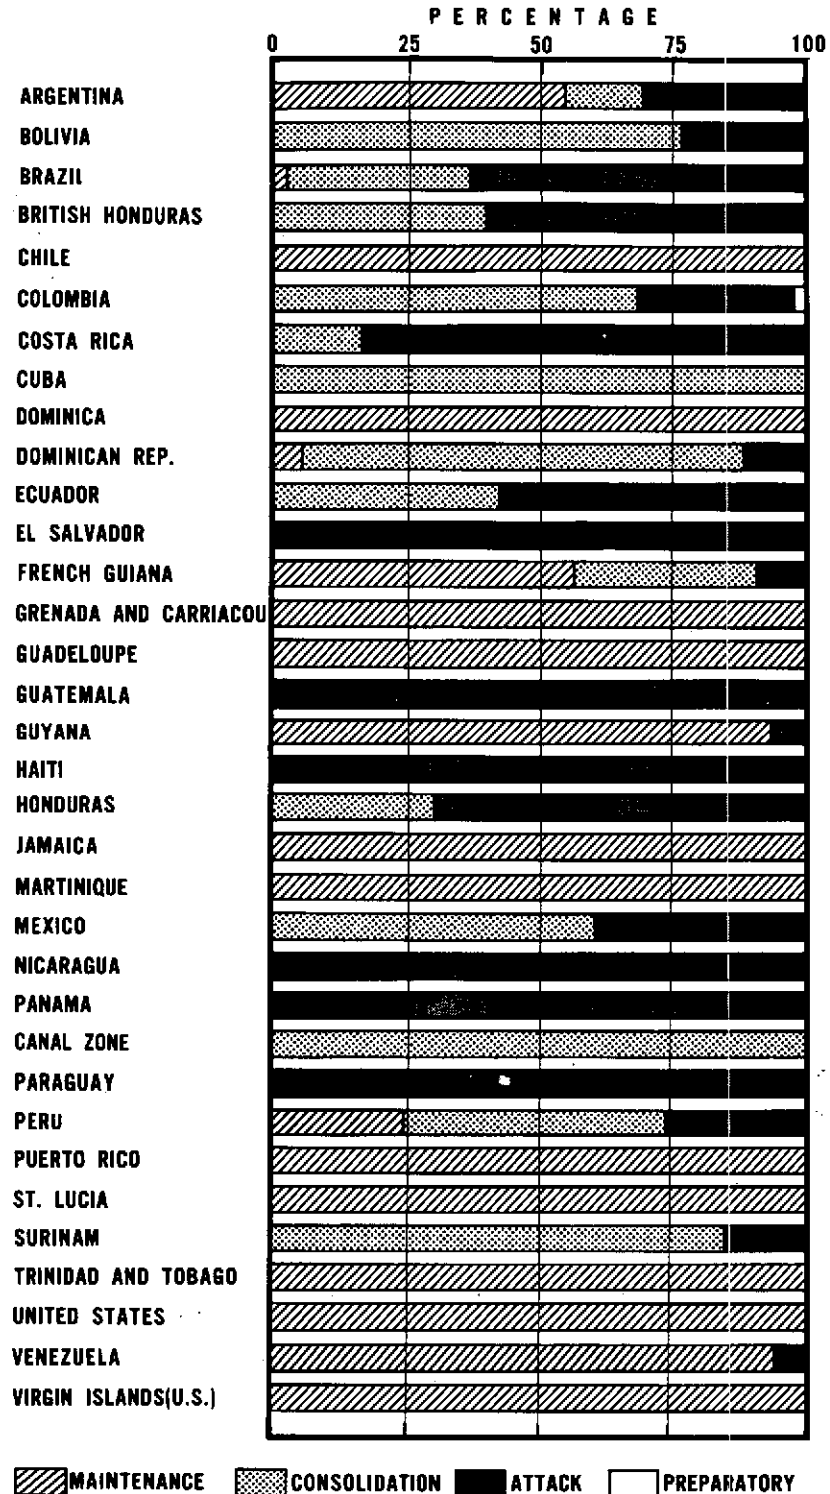 PERCENTAGE
0 25 50 75 100
ARGENTINA
BOLIVIA
BRAZIL
BRITISH HONDURAS
CHILE
COLOMBIA
COSTA RICA
CUBA
DOMINICA
DOMINICAN REP.
ECUADOR
EL SALVADOR
FRENCH GUIANA
GRENADA AND CARRIACOU
GUADELOUPE
GUATEMALA
GUYANA
HAITI
HONDURAS
JAMAICA
MARTINIQUE
MEXICO
NICARAGUA
PANAMA
CANAL ZONE
PARAGUAY
PERU
PUERTO RICO
ST. LUCIA
SURINAM
TRINIDAD AND TOBAGO
UNITED STATES
VENEZUELA
VIRGIN ISLANDS(U.S.)
MAINTENANCE CONSOLIDATION ATTACK PREPARATORY